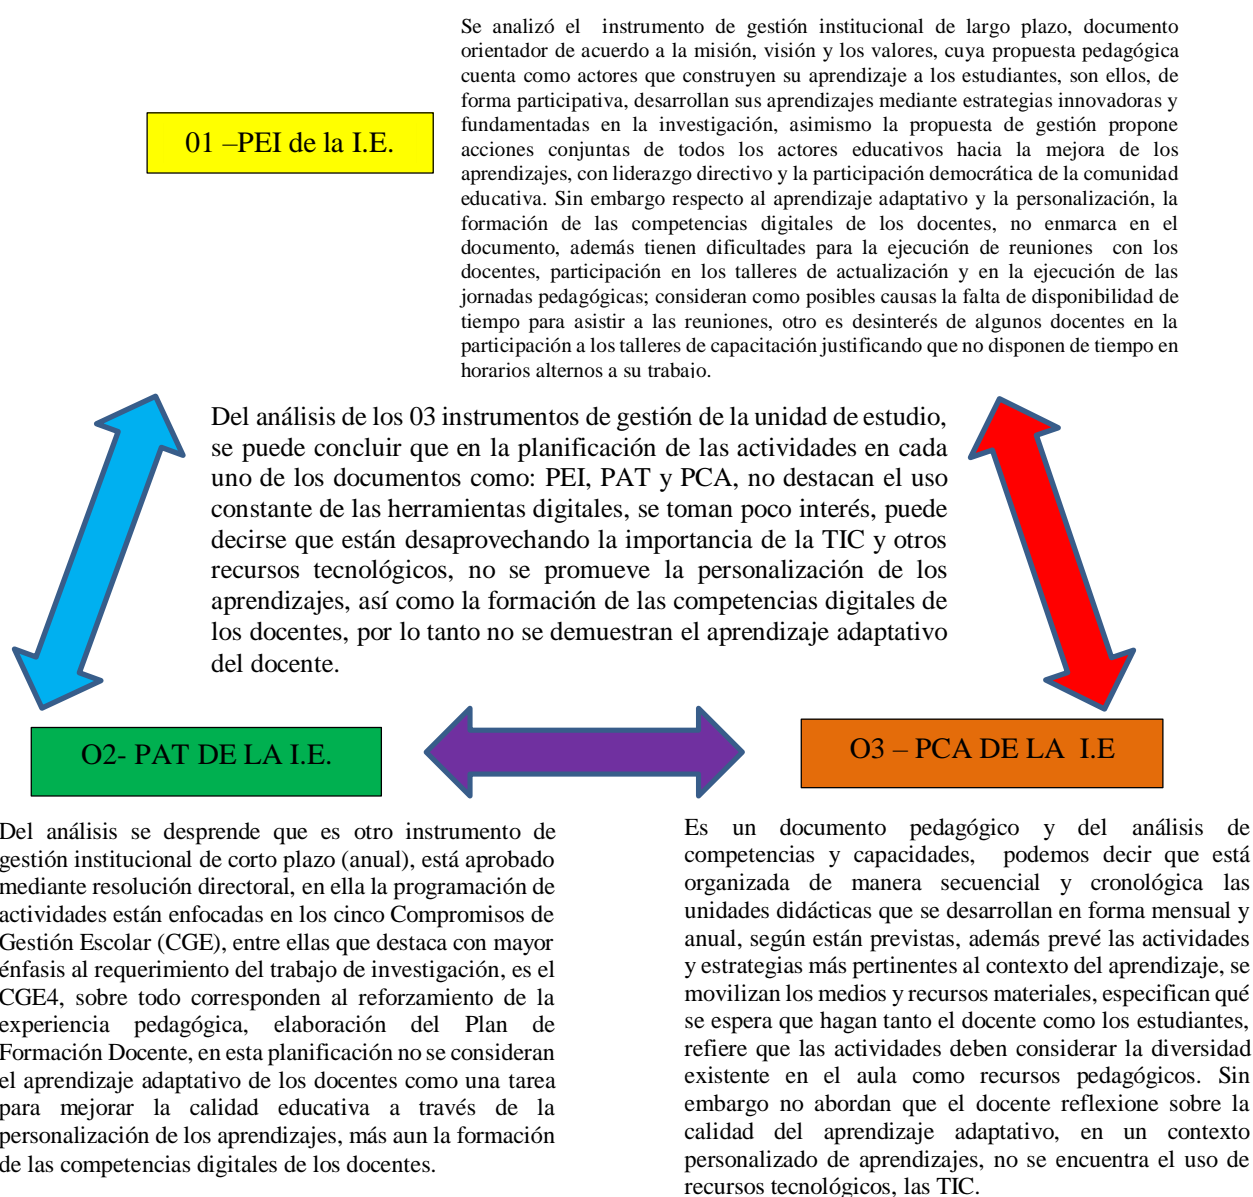 Se analizó el instrumento de gestión institucional de largo plazo, documento
orientador de acuerdo a la misión, visión y los valores, cuya propuesta pedagógica
cuenta como actores que construyen su aprendizaje a los estudiantes, son ellos, de
forma participativa, desarrollan sus aprendizajes mediante estrategias innovadoras y
fundamentadas en la investigación, asimismo la propuesta de gestión propone
acciones conjuntas de todos los actores educativos hacia la mejora de los
aprendizajes, con liderazgo directivo y la participación democrática de la comunidad
educativa. Sin embargo respecto al aprendizaje adaptativo y la personalización, la
formación de las competencias digitales de los docentes, no enmarca en el
documento, además tienen dificultades para la ejecución de reuniones con los
docentes, participación en los talleres de actualización y en la ejecución de las
jornadas pedagógicas; consideran como posibles causas la falta de disponibilidad de
tiempo para asistir a las reuniones, otro es desinterés de algunos docentes en la
participación a los talleres de capacitación justificando que no disponen de tiempo en
horarios alternos a su trabajo.
01 –PEI de la I.E.
Del análisis de los 03 instrumentos de gestión de la unidad de estudio,
se puede concluir que en la planificación de las actividades en cada
uno de los documentos como: PEI, PAT y PCA, no destacan el uso
constante de las herramientas digitales, se toman poco interés, puede
decirse que están desaprovechando la importancia de la TIC y otros
recursos tecnológicos, no se promueve la personalización de los
aprendizajes, así como la formación de las competencias digitales de
los docentes, por lo tanto no se demuestran el aprendizaje adaptativo
del docente.
O2- PAT DE LA I.E.
O3 – PCA DE LA I.E
Del análisis se desprende que es otro instrumento de
gestión institucional de corto plazo (anual), está aprobado
mediante resolución directoral, en ella la programación de
actividades están enfocadas en los cinco Compromisos de
Gestión Escolar (CGE), entre ellas que destaca con mayor
énfasis al requerimiento del trabajo de investigación, es el
CGE4, sobre todo corresponden al reforzamiento de la
experiencia pedagógica, elaboración del Plan de
Formación Docente, en esta planificación no se consideran
el aprendizaje adaptativo de los docentes como una tarea
para mejorar la calidad educativa a través de la
personalización de los aprendizajes, más aun la formación
de las competencias digitales de los docentes.
Es un documento pedagógico y del análisis de
competencias y capacidades, podemos decir que está
organizada de manera secuencial y cronológica las
unidades didácticas que se desarrollan en forma mensual y
anual, según están previstas, además prevé las actividades
y estrategias más pertinentes al contexto del aprendizaje, se
movilizan los medios y recursos materiales, especifican qué
se espera que hagan tanto el docente como los estudiantes,
refiere que las actividades deben considerar la diversidad
existente en el aula como recursos pedagógicos. Sin
embargo no abordan que el docente reflexione sobre la
calidad del aprendizaje adaptativo, en un contexto
personalizado de aprendizajes, no se encuentra el uso de
recursos tecnológicos, las TIC.